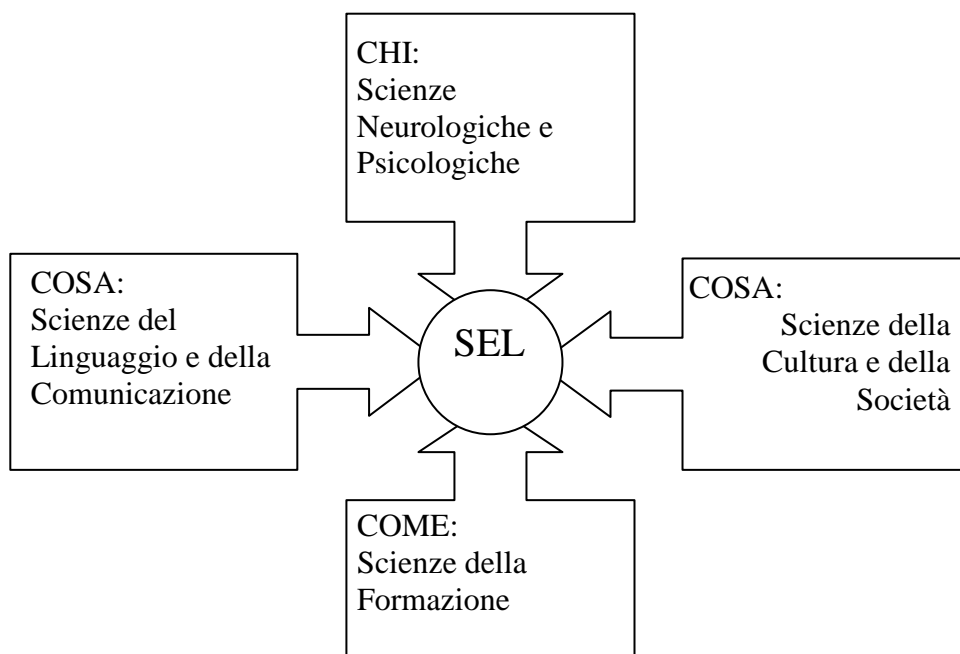 CHI:
Scienze
Neurologiche e
Psicologiche
COSA:
Scienze del
Linguaggio e della
Comunicazione
SEL
COSA:
Scienze della
Cultura e della
Società
COME:
Scienze della
Formazione